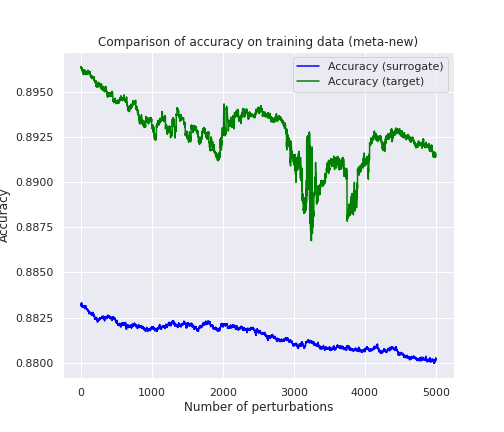 Comparison of accuracy on training data (meta-new)
Accuracy (surrogate)
Accuracy (target)
0.8950
0.8925
0.8900
0.8875
0.8850
0.8825
0.8800
Accuracy
0
1000
2000
3000
4000
5000
Number of perturbations